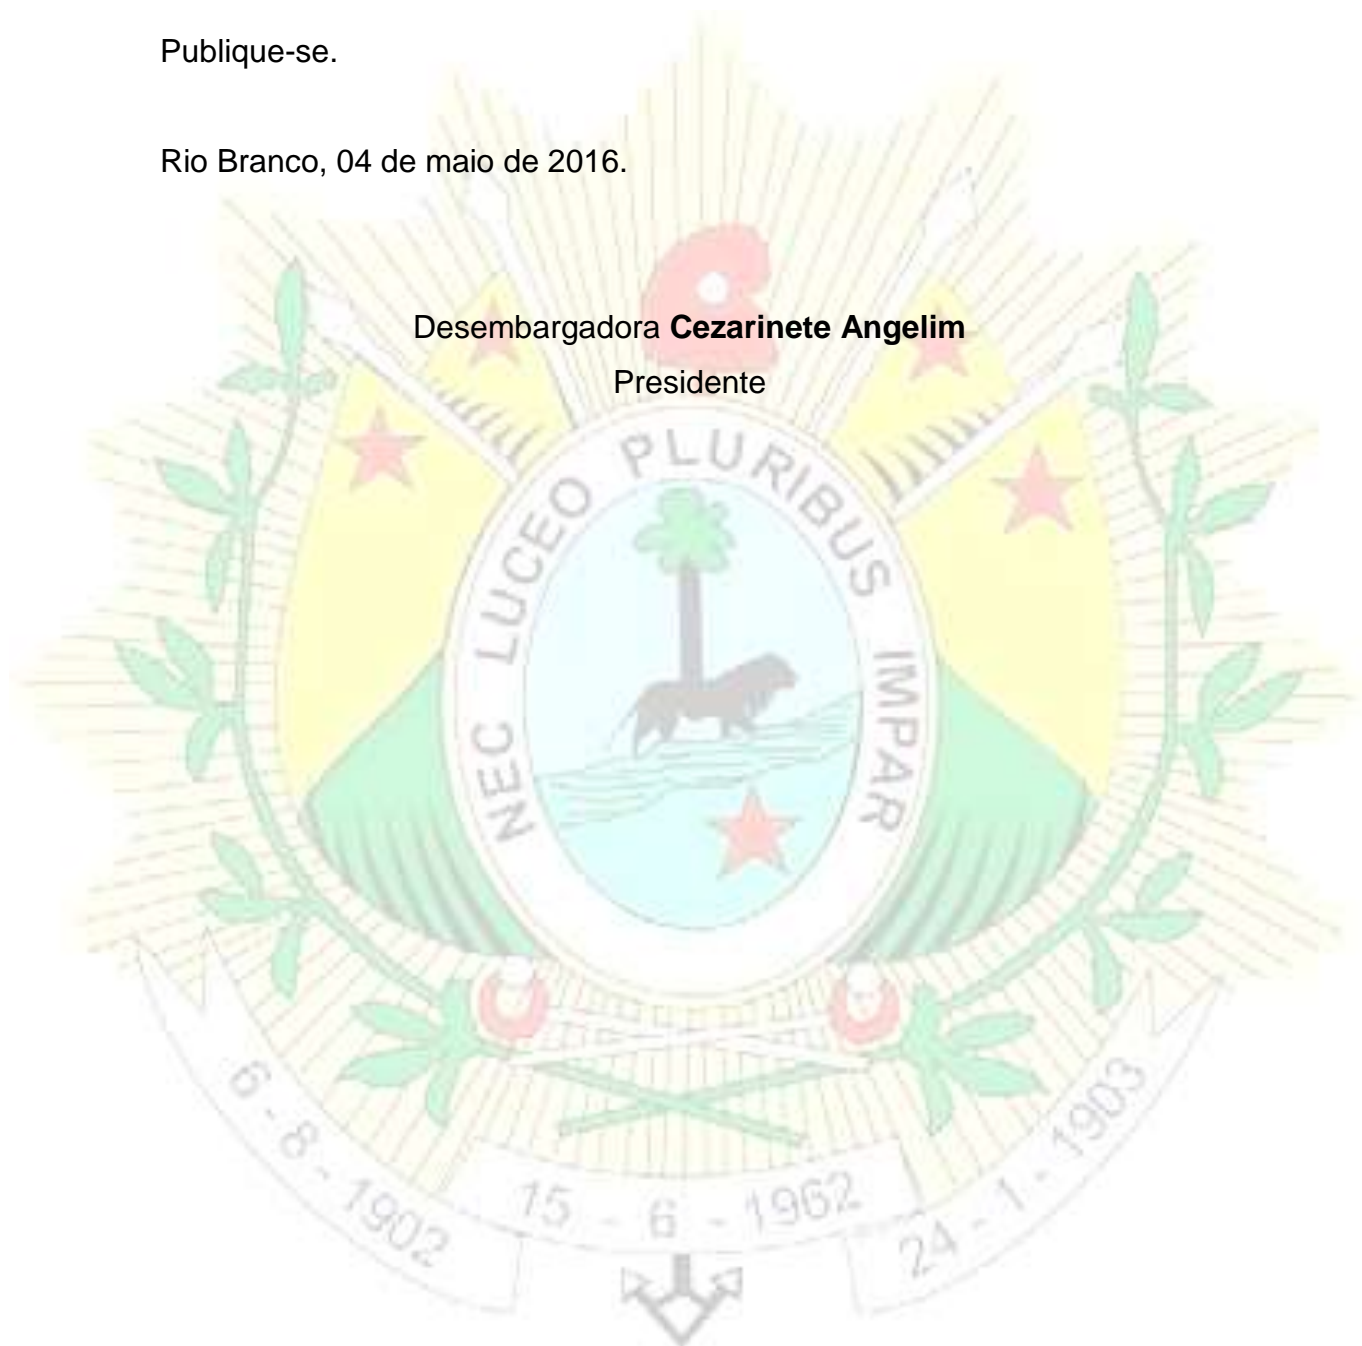 Publique-se.
Rio Branco, 04 de maio de 2016.
Desembargadora Cezarinete Angelim
Presidente
NEC LUCEO PLURIBUS IMPAR
6 - 8 - 1902
15 - 6 - 1962
24 - 1 - 1903